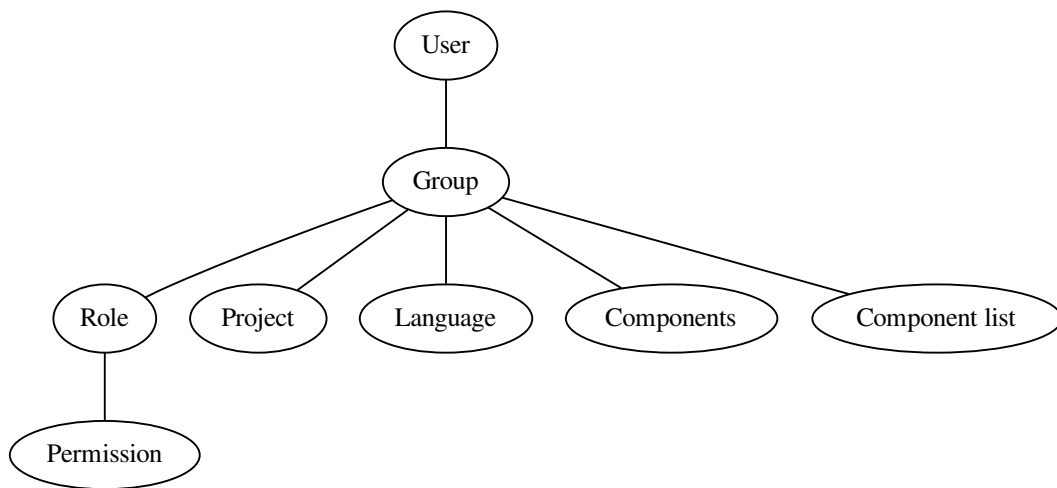 User
Group
Role
Project
Language
Components
Component list
Permission